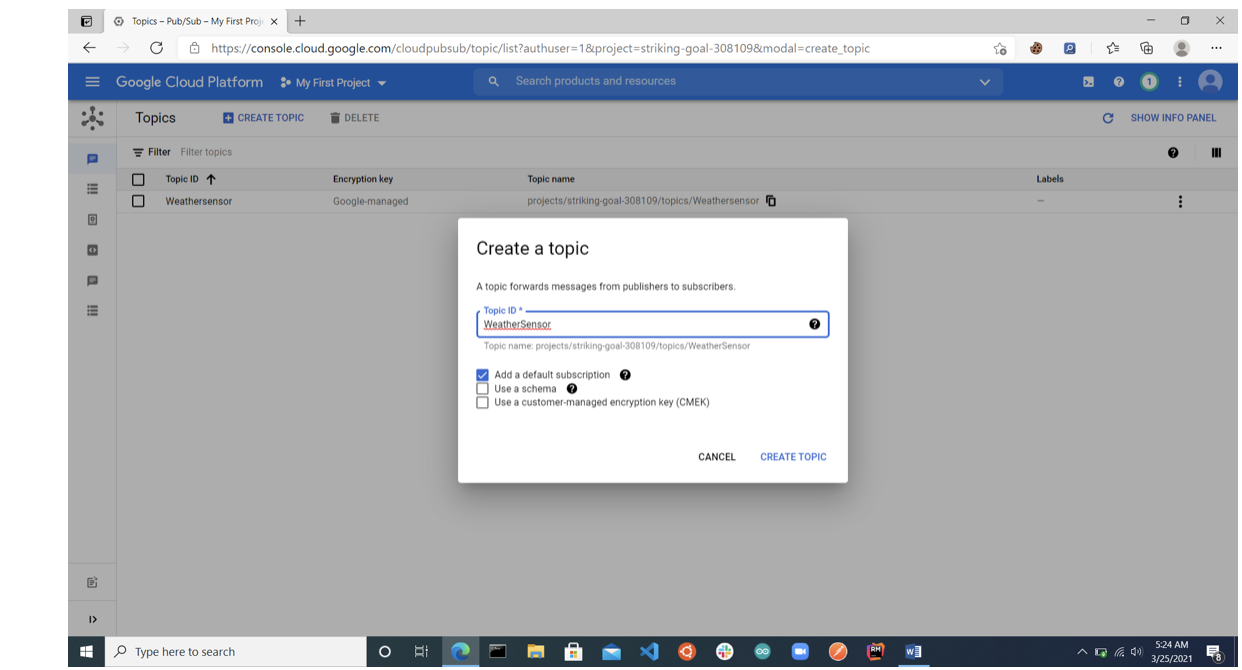 Topics – Pub/Sub – My First Proj
https://console.cloud.google.com/cloudpubsub/topic/list?authuser=1&project=striking-goal-308109&modal=create_topic
Google Cloud Platform My First Project Search products and resources 1
Topics CREATE TOPIC DELETE SHOW INFO PANEL
Filter Filter topics
Topic ID Encryption key Topic name Labels
Weathersensor Google-managed projects/striking-goal-308109/topics/Weathersensor –
Create a topic
A topic forwards messages from publishers to subscribers.
Topic ID *
WeatherSensor
Topic name: projects/striking-goal-308109/topics/WeatherSensor
Add a default subscription
Use a schema
Use a customer-managed encryption key (CMEK)
CANCEL CREATE TOPIC
Type here to search RM W 5:24 AM
3/25/2021 8